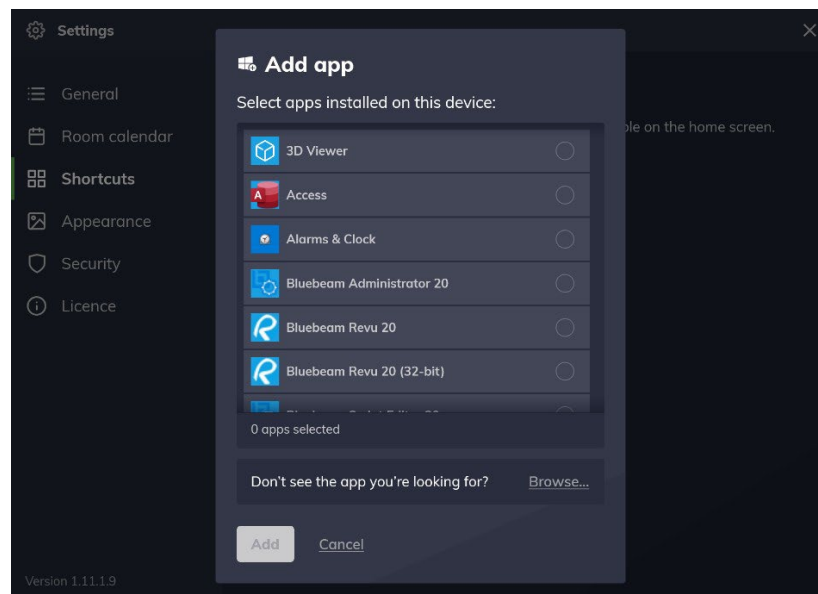 Settings
General
Room calendar
Shortcuts
Appearance
Security
Licence
Version 1.11.1.9
Add app
Select apps installed on this device:
3D Viewer
Access
Alarms & Clock
Bluebeam Administrator 20
Bluebeam Revu 20
Bluebeam Revu 20 (32-bit)
0 apps selected
Don't see the app you're looking for? Browse...
Add Cancel
on the home screen.